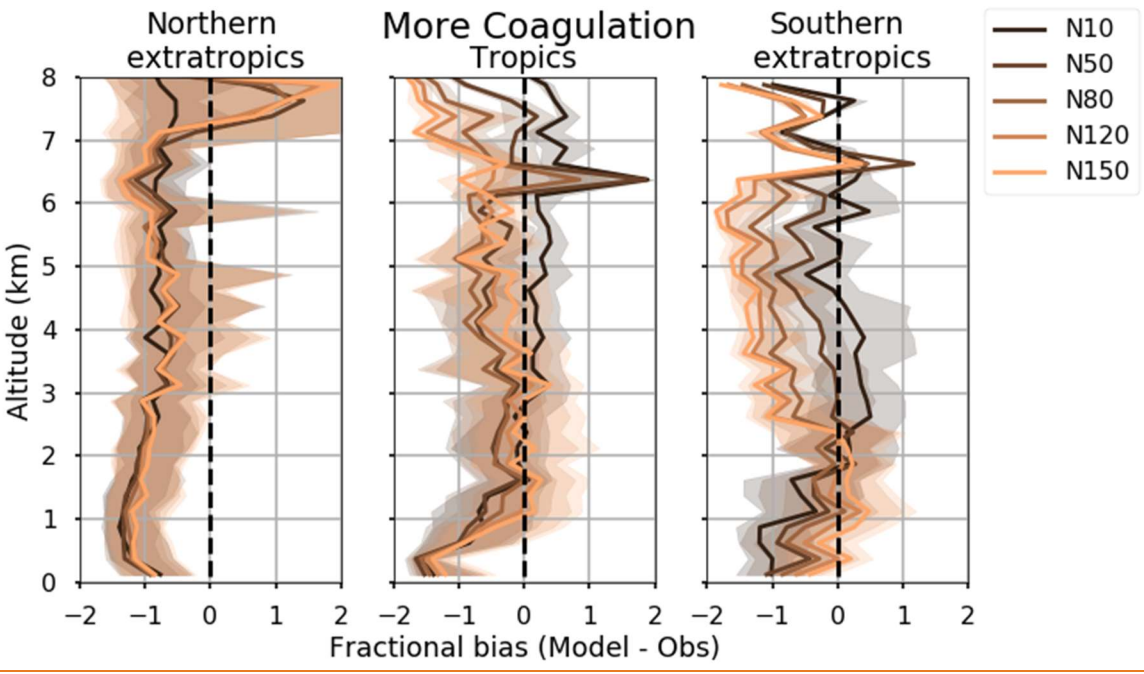 More Coagulation
Northern
extratropics
Tropics
Southern
extratropics
N10
N50
N80
N120
N150
Altitude (km)
8
7
6
5
4
3
2
1
0
−2 −1 0 1 2
−2 −1 0 1 2
−2 −1 0 1 2
Fractional bias (Model - Obs)